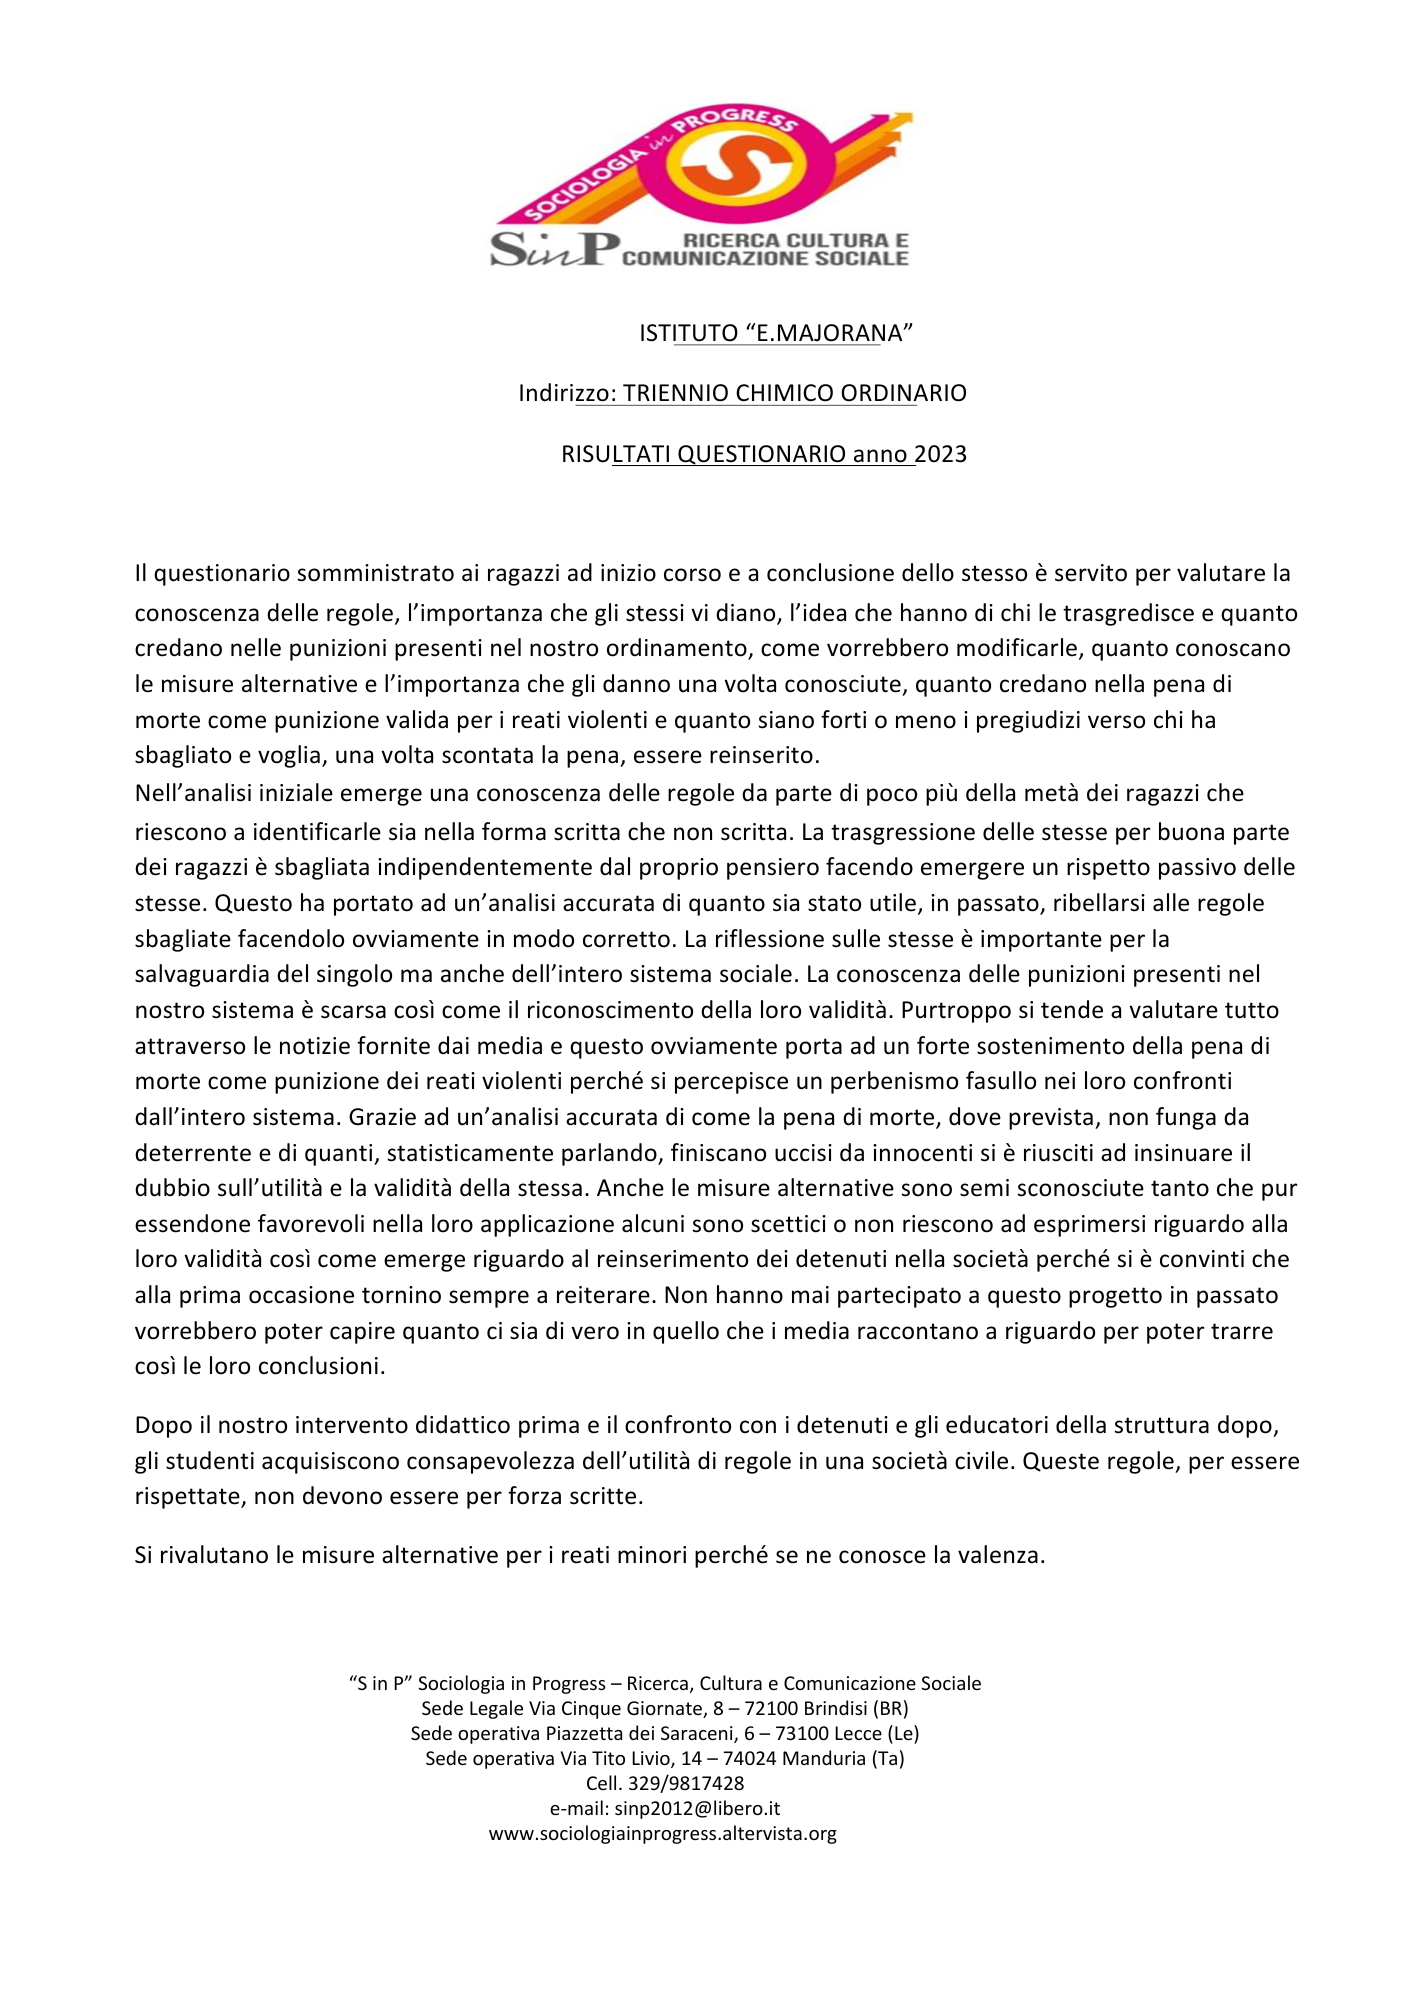 SOCIOLOGIA in PROGRESS
S
SinP RICERCA CULTURA E
COMUNICAZIONE SOCIALE
ISTITUTO “E.MAJORANA”
Indirizzo: TRIENNIO CHIMICO ORDINARIO
RISULTATI QUESTIONARIO anno 2023
Il questionario somministrato ai ragazzi ad inizio corso e a conclusione dello stesso è servito per valutare la
conoscenza delle regole, l’importanza che gli stessi vi diano, l’idea che hanno di chi le trasgredisce e quanto
credano nelle punizioni presenti nel nostro ordinamento, come vorrebbero modificarle, quanto conoscano
le misure alternative e l’importanza che gli danno una volta conosciute, quanto credano nella pena di
morte come punizione valida per i reati violenti e quanto siano forti o meno i pregiudizi verso chi ha
sbagliato e voglia, una volta scontata la pena, essere reinserito.
Nell’analisi iniziale emerge una conoscenza delle regole da parte di poco più della metà dei ragazzi che
riescono a identificarle sia nella forma scritta che non scritta. La trasgressione delle stesse per buona parte
dei ragazzi è sbagliata indipendentemente dal proprio pensiero facendo emergere un rispetto passivo delle
stesse. Questo ha portato ad un’analisi accurata di quanto sia stato utile, in passato, ribellarsi alle regole
sbagliate facendolo ovviamente in modo corretto. La riflessione sulle stesse è importante per la
salvaguardia del singolo ma anche dell’intero sistema sociale. La conoscenza delle punizioni presenti nel
nostro sistema è scarsa così come il riconoscimento della loro validità. Purtroppo si tende a valutare tutto
attraverso le notizie fornite dai media e questo ovviamente porta ad un forte sostenimento della pena di
morte come punizione dei reati violenti perché si percepisce un perbenismo fasullo nei loro confronti
dall’intero sistema. Grazie ad un’analisi accurata di come la pena di morte, dove prevista, non funga da
deterrente e di quanti, statisticamente parlando, finiscano uccisi da innocenti si è riusciti ad insinuare il
dubbio sull’utilità e la validità della stessa. Anche le misure alternative sono semi sconosciute tanto che pur
essendone favorevoli nella loro applicazione alcuni sono scettici o non riescono ad esprimersi riguardo alla
loro validità così come emerge riguardo al reinserimento dei detenuti nella società perché si è convinti che
alla prima occasione tornino sempre a reiterare. Non hanno mai partecipato a questo progetto in passato
vorrebbero poter capire quanto ci sia di vero in quello che i media raccontano a riguardo per poter trarre
così le loro conclusioni.
Dopo il nostro intervento didattico prima e il confronto con i detenuti e gli educatori della struttura dopo,
gli studenti acquisiscono consapevolezza dell’utilità di regole in una società civile. Queste regole, per essere
rispettate, non devono essere per forza scritte.
Si rivalutano le misure alternative per i reati minori perché se ne conosce la valenza.
“S in P” Sociologia in Progress – Ricerca, Cultura e Comunicazione Sociale
Sede Legale Via Cinque Giornate, 8 – 72100 Brindisi (BR)
Sede operativa Piazzetta dei Saraceni, 6 – 73100 Lecce (Le)
Sede operativa Via Tito Livio, 14 – 74024 Manduria (Ta)
Cell. 329/9817428
e-mail: sinp2012@libero.it
www.sociologiainprogress.altervista.org